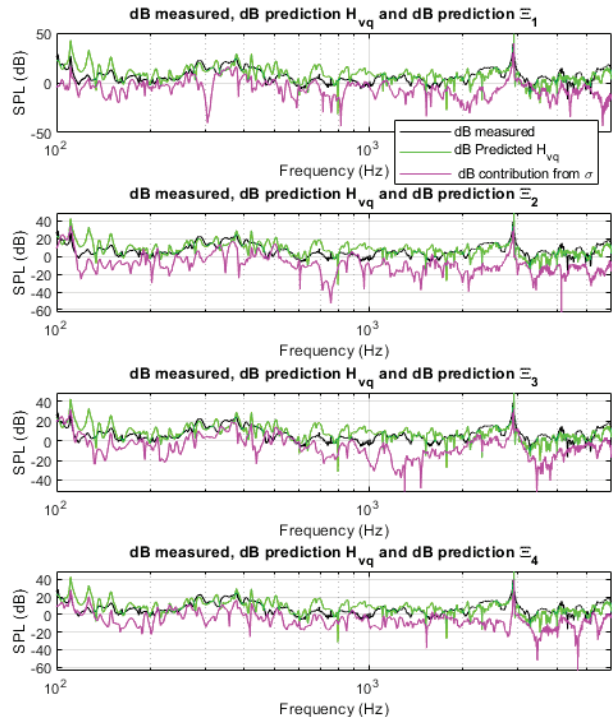 dB measured, dB prediction H_vq and dB prediction Ξ_1
50
0
50
SPL (dB)
10^2
10^3
Frequency (Hz)
dB measured
dB Predicted H_vq
dB contribution from σ
dB measured, dB prediction H_vq and dB prediction Ξ_2
40
20
0
-20
-40
-60
SPL (dB)
10^2
10^3
Frequency (Hz)
dB measured, dB prediction H_vq and dB prediction Ξ_3
40
20
0
-20
-40
SPL (dB)
10^2
10^3
Frequency (Hz)
dB measured, dB prediction H_vq and dB prediction Ξ_4
40
20
0
-20
-40
-60
SPL (dB)
10^2
10^3
Frequency (Hz)